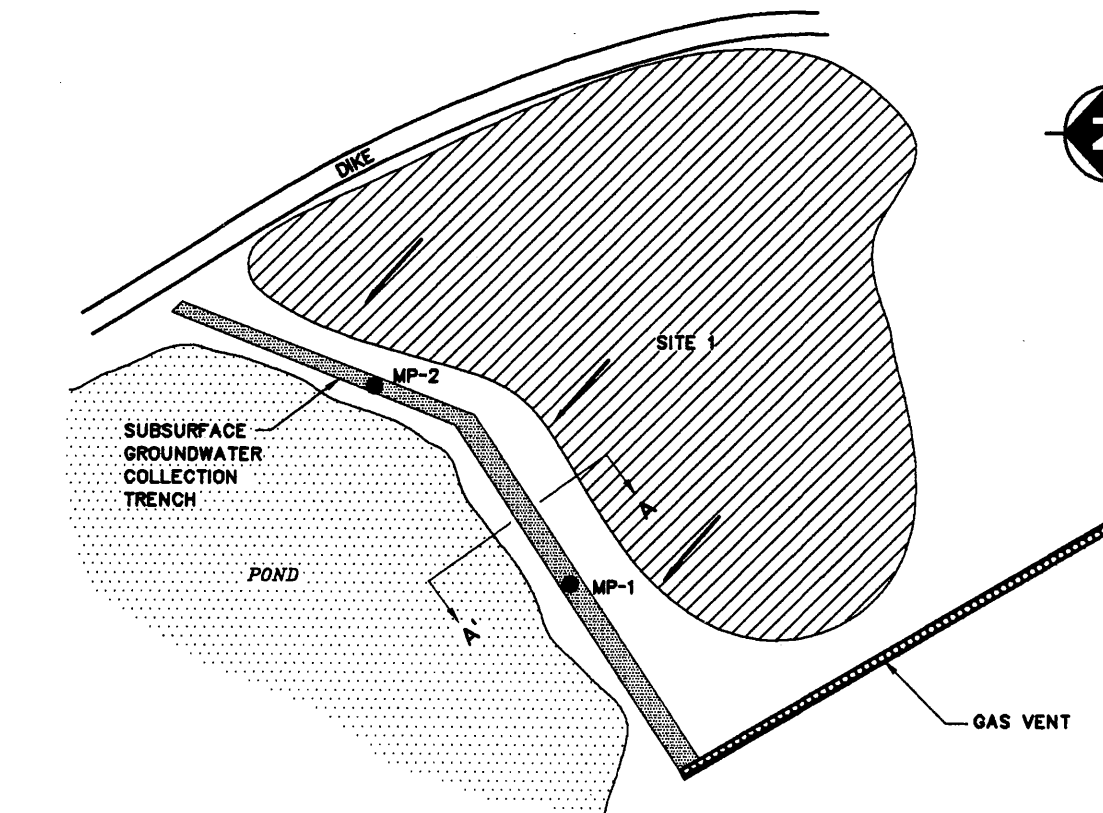 DIKE
SITE 1
MP-2
SUBSURFACE
GROUNDWATER
COLLECTION
TRENCH
A
POND
MP-1
A'
GAS VENT